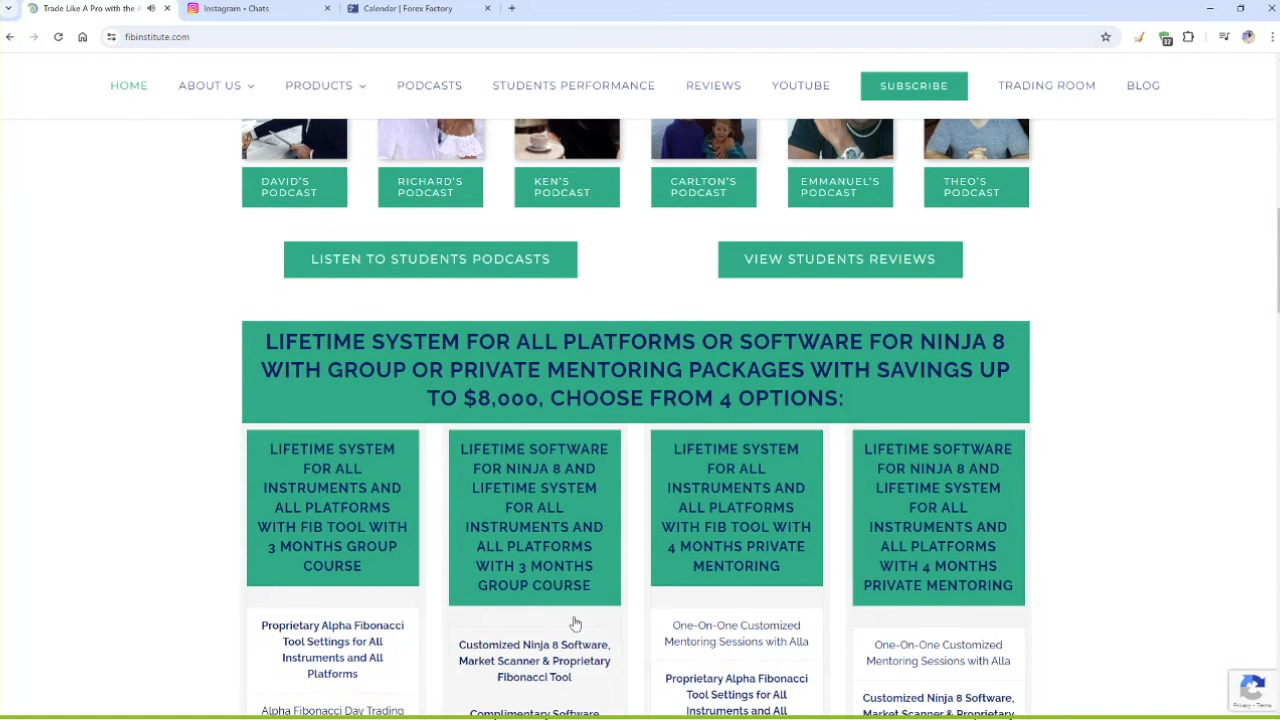 Trade Like A Pro with the A
Instagram • Chats
Calendar | Forex Factory
fibinstitute.com
37
HOME ABOUT US PRODUCTS PODCASTS STUDENTS PERFORMANCE REVIEWS YOUTUBE SUBSCRIBE TRADING ROOM BLOG
DAVID'S
PODCAST
RICHARD'S
PODCAST
KEN'S
PODCAST
CARLTON'S
PODCAST
EMMANUEL'S
PODCAST
THEO'S
PODCAST
LISTEN TO STUDENTS PODCASTS
VIEW STUDENTS REVIEWS
LIFETIME SYSTEM FOR ALL PLATFORMS OR SOFTWARE FOR NINJA 8
WITH GROUP OR PRIVATE MENTORING PACKAGES WITH SAVINGS UP
TO $8,000, CHOOSE FROM 4 OPTIONS:
LIFETIME SYSTEM
FOR ALL
INSTRUMENTS AND
ALL PLATFORMS
WITH FIB TOOL WITH
3 MONTHS GROUP
COURSE
Proprietary Alpha Fibonacci
Tool Settings for All
Instruments and All
Platforms
Alpha Fibonacci Day Trading
LIFETIME SOFTWARE
FOR NINJA 8 AND
LIFETIME SYSTEM
FOR ALL
INSTRUMENTS AND
ALL PLATFORMS
WITH 3 MONTHS
GROUP COURSE
Customized Ninja 8 Software,
Market Scanner & Proprietary
Fibonacci Tool
Complimentary Software
LIFETIME SYSTEM
FOR ALL
INSTRUMENTS AND
ALL PLATFORMS
WITH FIB TOOL WITH
4 MONTHS PRIVATE
MENTORING
One-On-One Customized
Mentoring Sessions with Alla
Proprietary Alpha Fibonacci
Tool Settings for All
Instruments and All
LIFETIME SOFTWARE
FOR NINJA 8 AND
LIFETIME SYSTEM
FOR ALL
INSTRUMENTS AND
ALL PLATFORMS
WITH 4 MONTHS
PRIVATE MENTORING
One-On-One Customized
Mentoring Sessions with Alla
Customized Ninja 8 Software,
Market Scanner & Proprietary
Privacy - Terms